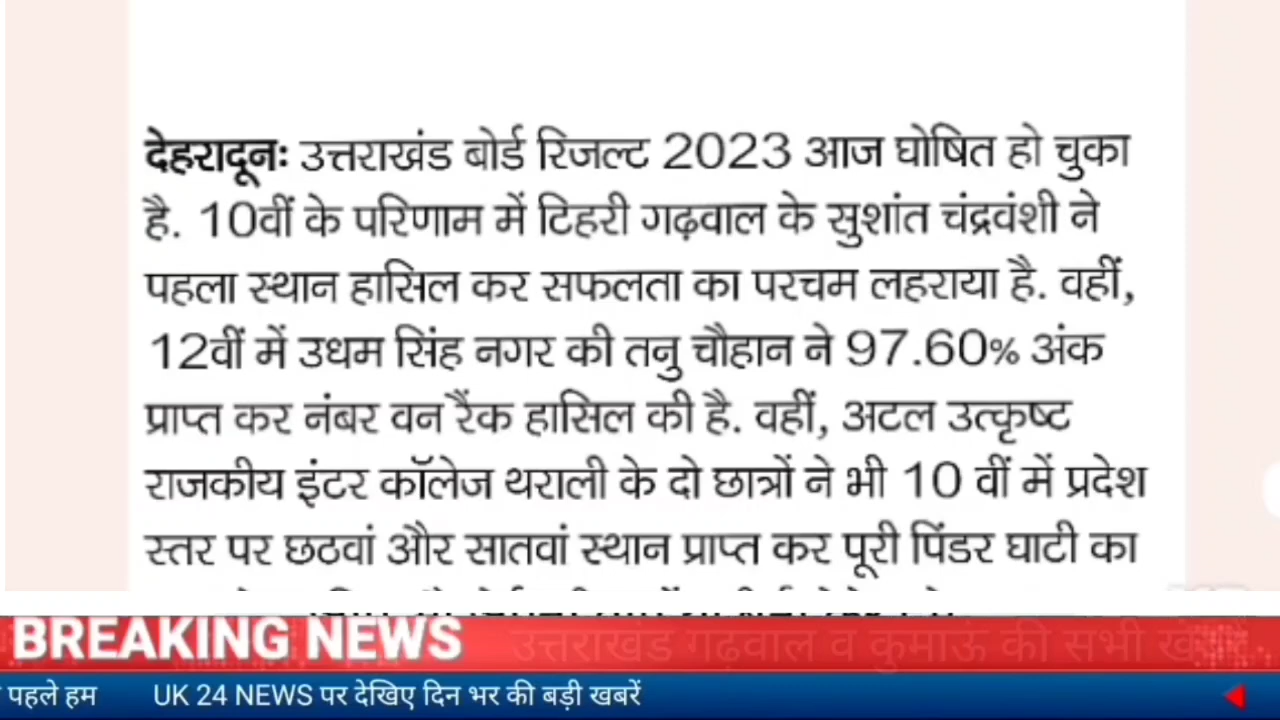 देहरादूनः उत्तराखंड बोर्ड रिजल्ट 2023 आज घोषित हो चुका
है. 10वीं के परिणाम में टिहरी गढ़वाल के सुशांत चंद्रवंशी ने
पहला स्थान हासिल कर सफलता का परचम लहराया है. वहीं,
12वीं में उधम सिंह नगर की तनु चौहान ने 97.60% अंक
प्राप्त कर नंबर वन रैंक हासिल की है. वहीं, अटल उत्कृष्ट
राजकीय इंटर कॉलेज थराली के दो छात्रों ने भी 10 वीं में प्रदेश
स्तर पर छठवां और सातवां स्थान प्राप्त कर पूरी पिंडर घाटी का
BREAKING NEWS
उत्तराखंड गढ़वाल व कुमाऊं की सभी
पहले हम UK 24 NEWS पर देखिए दिन भर की बड़ी खबरें